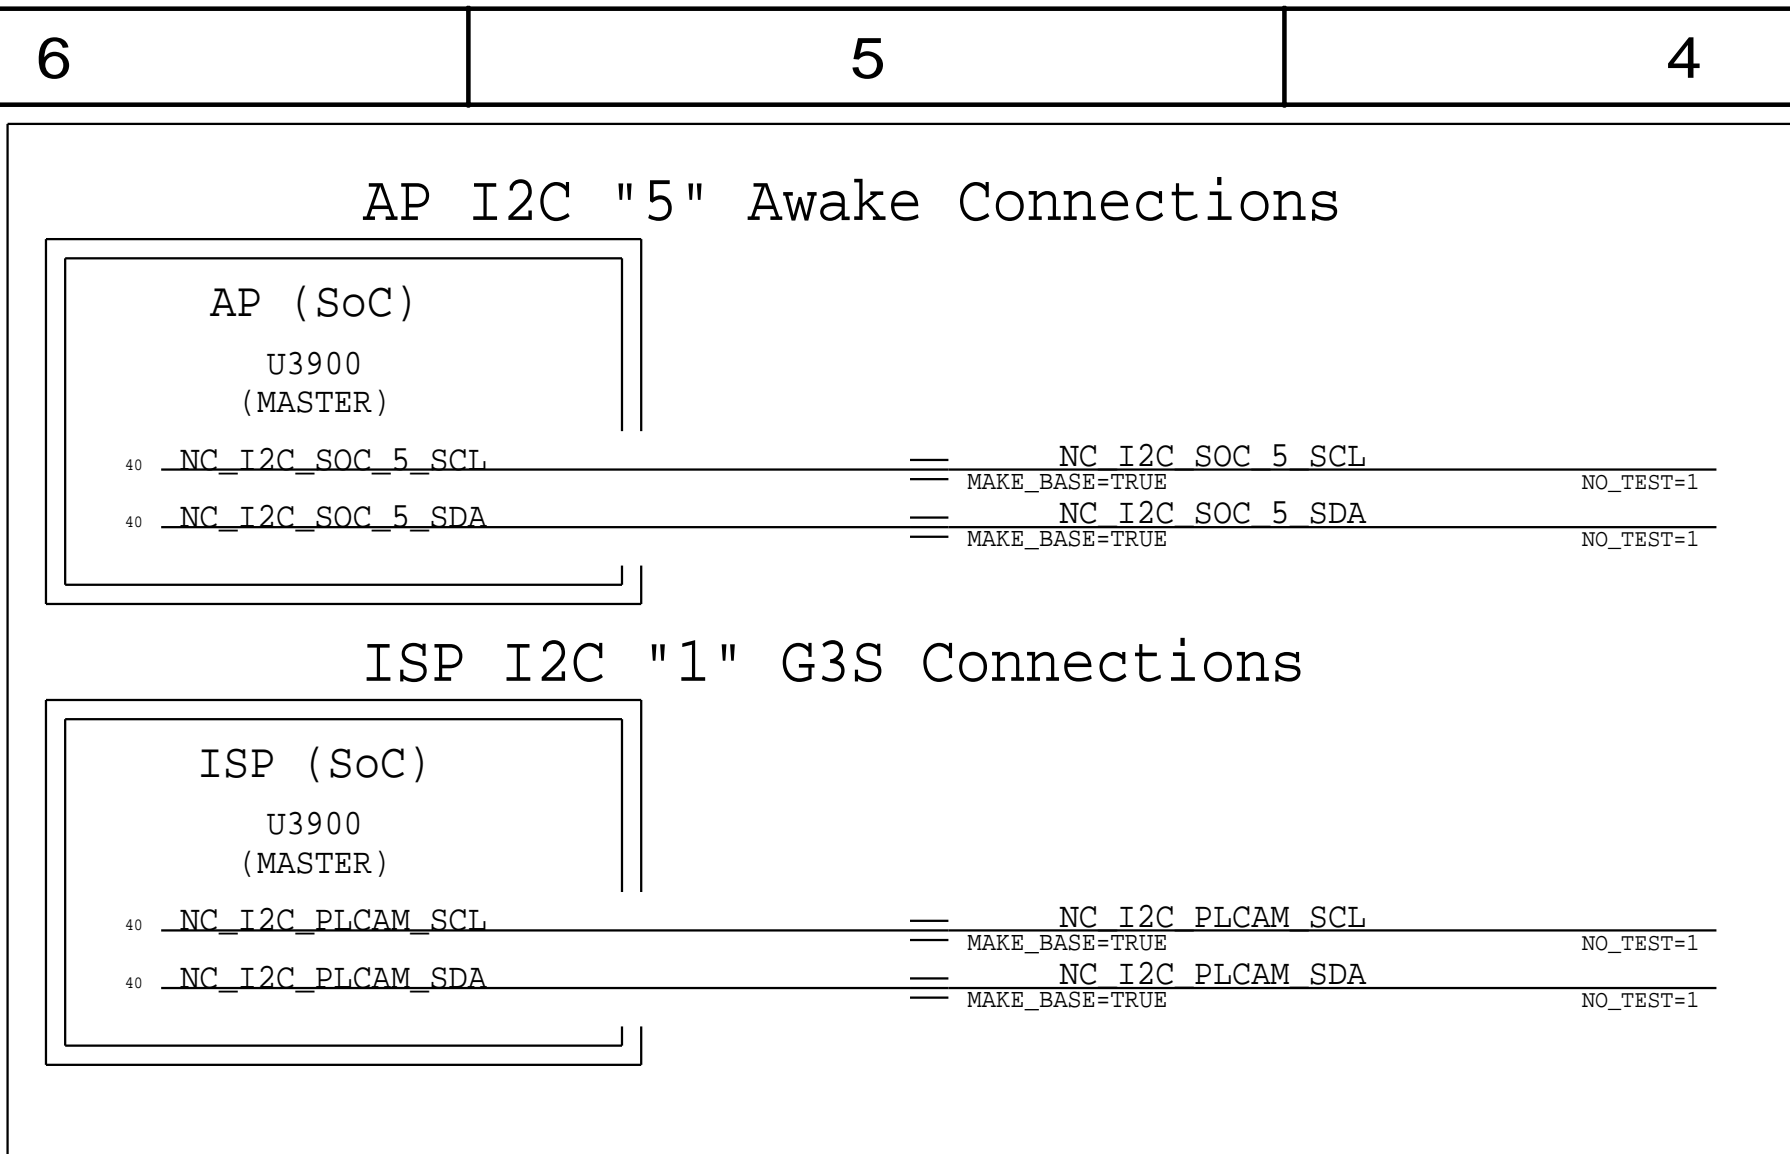 6 5 4
AP I2C "5" Awake Connections
AP (SoC)
U3900
(MASTER)
40 NC_I2C_SOC_5_SCL NC_I2C_SOC_5_SCL
MAKE_BASE=TRUE NO_TEST=1
40 NC_I2C_SOC_5_SDA NC_I2C_SOC_5_SDA
MAKE_BASE=TRUE NO_TEST=1
ISP I2C "1" G3S Connections
ISP (SoC)
U3900
(MASTER)
40 NC_I2C_PLCAM_SCL NC_I2C_PLCAM_SCL
MAKE_BASE=TRUE NO_TEST=1
40 NC_I2C_PLCAM_SDA NC_I2C_PLCAM_SDA
MAKE_BASE=TRUE NO_TEST=1